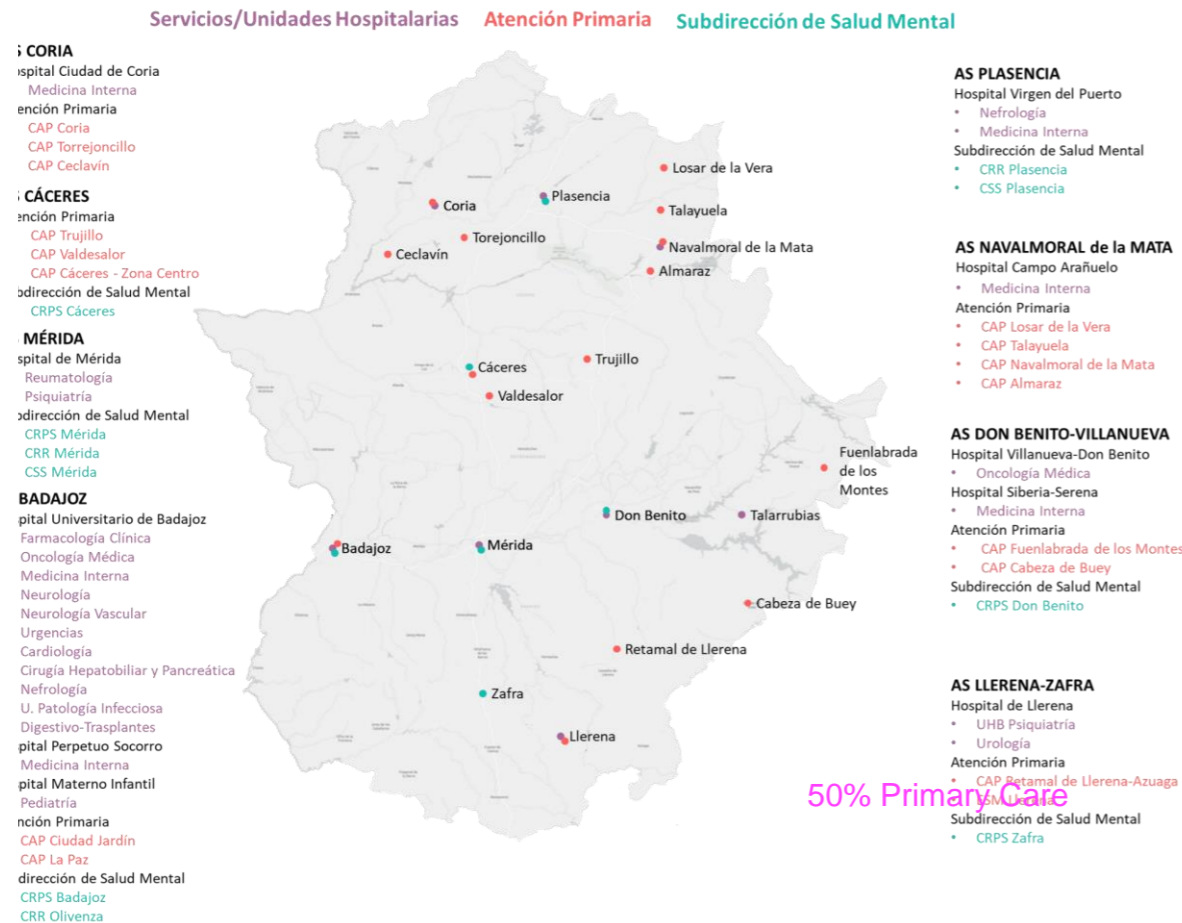 Servicios/Unidades Hospitalarias Atención Primaria Subdirección de Salud Mental
S CORIA
ospital Ciudad de Coria
Medicina Interna
ención Primaria
CAP Coria
CAP Torrejoncillo
CAP Ceclavín
S CÁCERES
ención Primaria
CAP Trujillo
CAP Valdesalor
CAP Cáceres - Zona Centro
bdirección de Salud Mental
CRPS Cáceres
MÉRIDA
spital de Mérida
Reumatología
Psiquiatría
bdirección de Salud Mental
CRPS Mérida
CRR Mérida
CSS Mérida
BADAJOZ
pital Universitario de Badajoz
Farmacología Clínica
Oncología Médica
Medicina Interna
Neurología
Neurología Vascular
Urgencias
Cardiología
Cirugía Hepatobiliar y Pancreática
Nefrología
U. Patología Infecciosa
Digestivo-Trasplantes
pital Perpetuo Socorro
Medicina Interna
pital Materno Infantil
Pediatría
nción Primaria
CAP Ciudad Jardín
CAP La Paz
dirección de Salud Mental
CRPS Badajoz
CRR Olivenza
Losar de la Vera
Plasencia
Coria
Talayuela
Torejoncillo
Navalmoral de la Mata
Ceclavín
Almaraz
Trujillo
Cáceres
Valdesalor
Fuenlabrada
de los
Montes
Don Benito
Talarrubias
Badajoz
Mérida
Cabeza de Buey
Retamal de Llerena
Zafra
Llerena
AS PLASENCIA
Hospital Virgen del Puerto
• Nefrología
• Medicina Interna
Subdirección de Salud Mental
• CRR Plasencia
• CSS Plasencia
AS NAVALMORAL de la MATA
Hospital Campo Arañuelo
• Medicina Interna
Atención Primaria
• CAP Losar de la Vera
• CAP Talayuela
• CAP Navalmoral de la Mata
• CAP Almaraz
AS DON BENITO-VILLANUEVA
Hospital Villanueva-Don Benito
• Oncología Médica
Hospital Siberia-Serena
• Medicina Interna
Atención Primaria
• CAP Fuenlabrada de los Montes
• CAP Cabeza de Buey
Subdirección de Salud Mental
• CRPS Don Benito
AS LLERENA-ZAFRA
Hospital de Llerena
• UHB Psiquiatría
• Urología
Atención Primaria
• CAP Retamal de Llerena-Azuaga
• ESM Llerena
Subdirección de Salud Mental
• CRPS Zafra
50% Primary Care